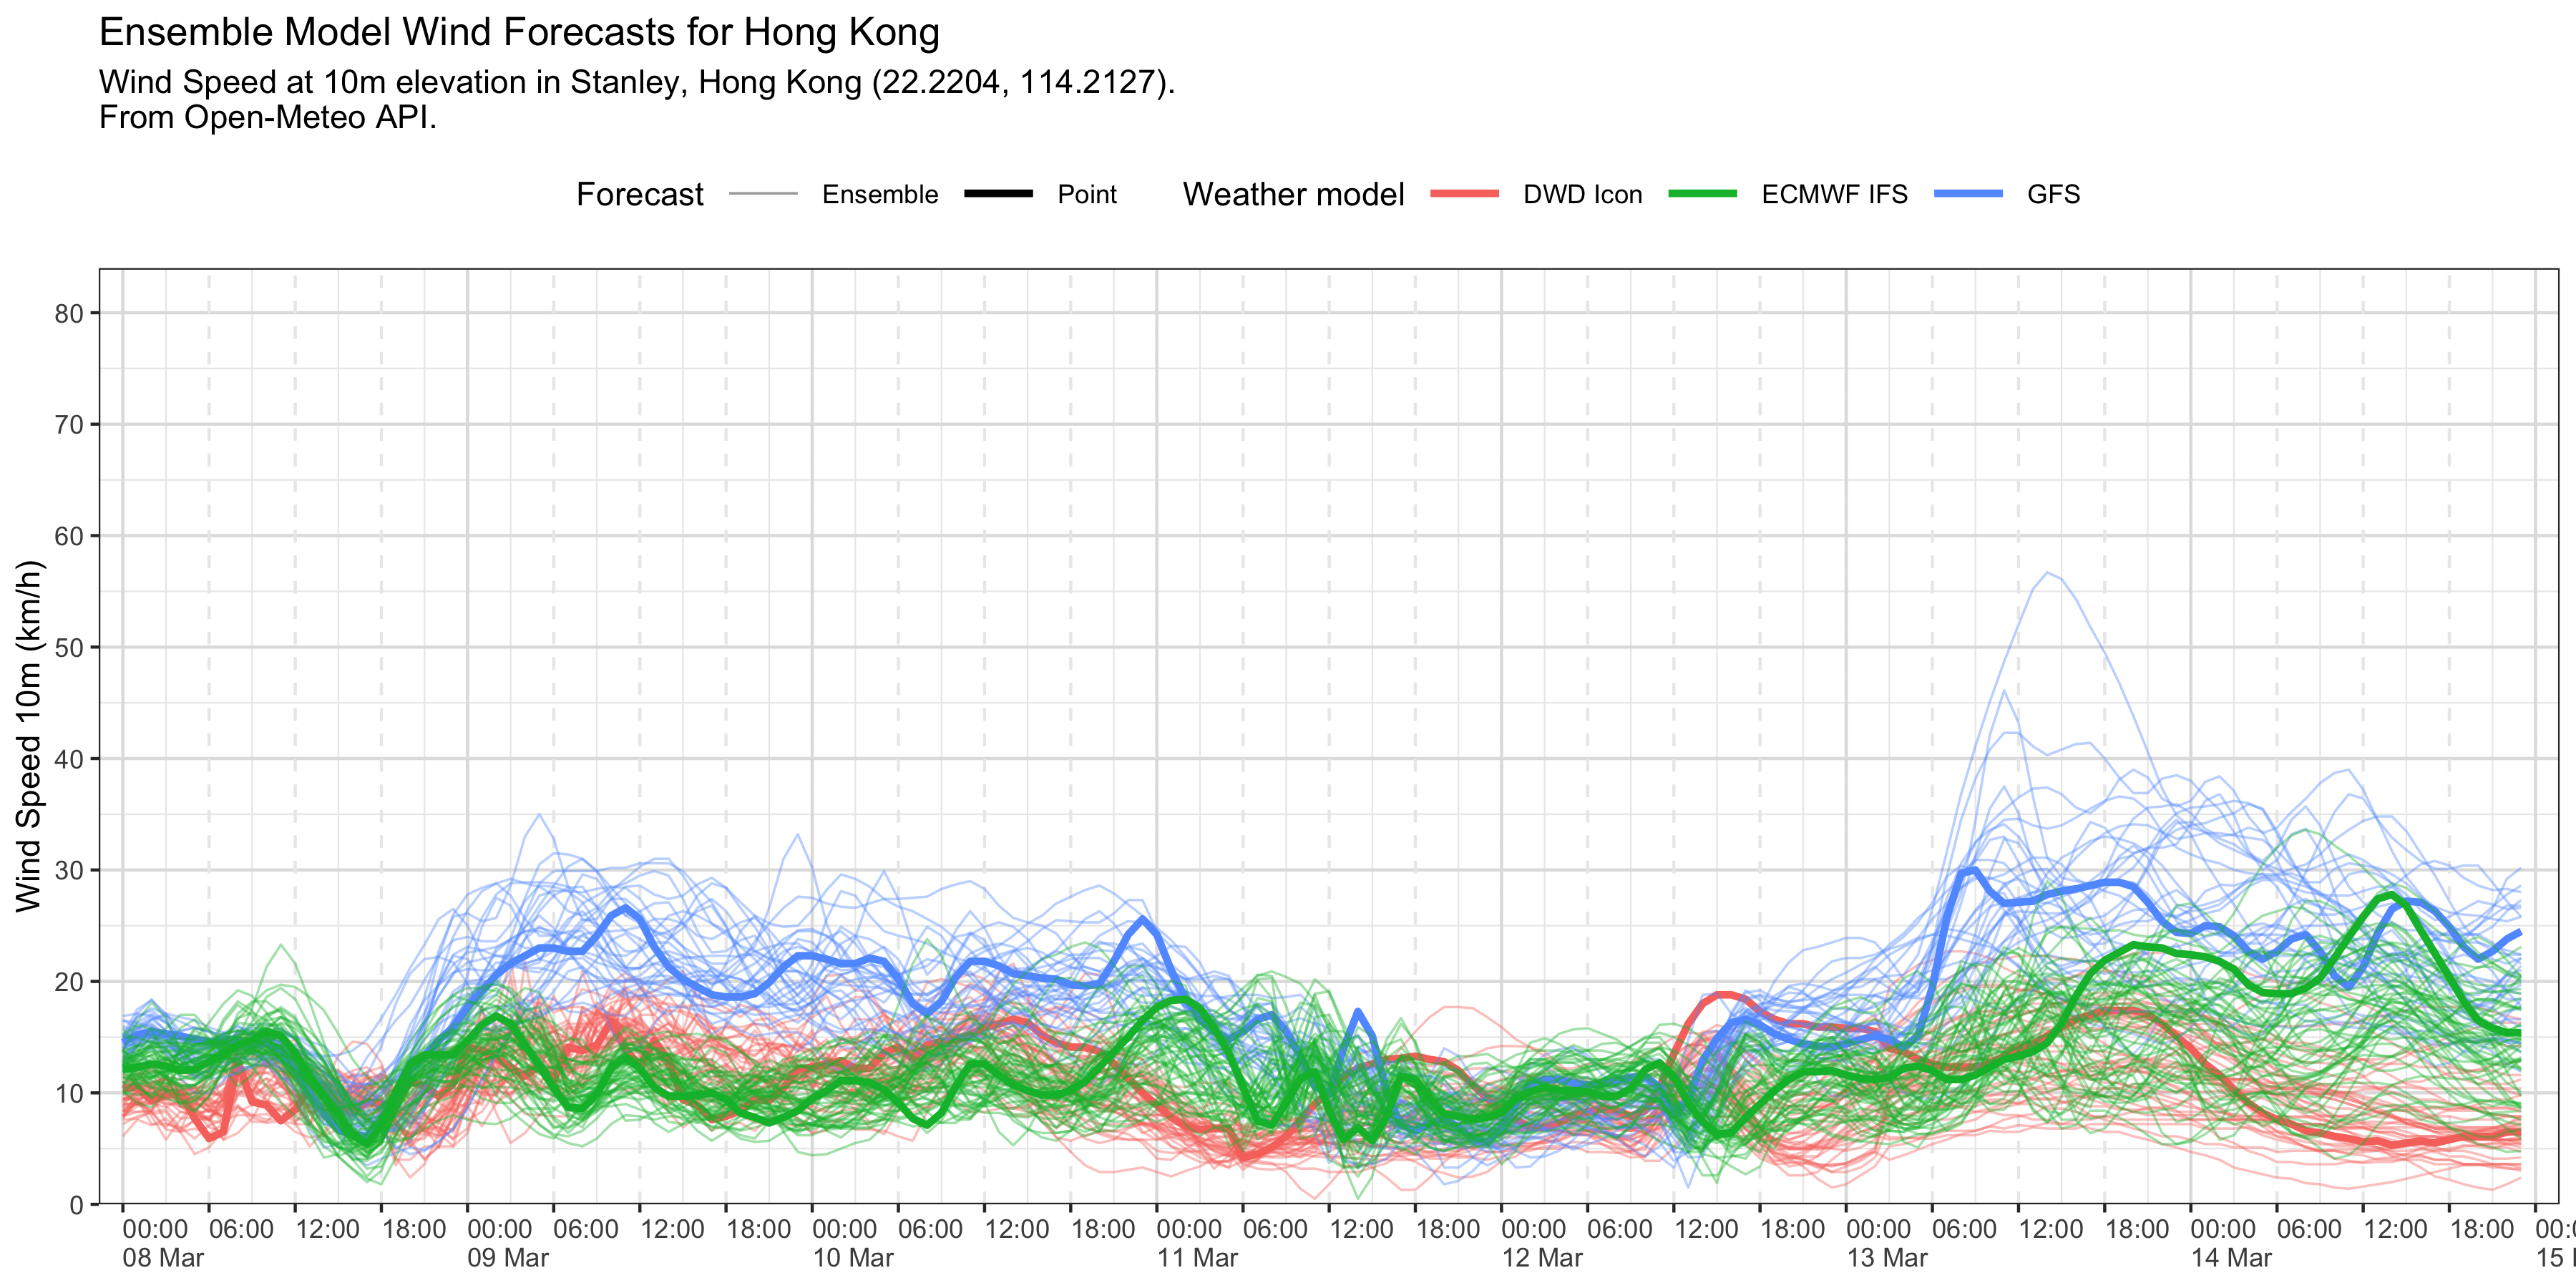 Ensemble Model Wind Forecasts for Hong Kong
Wind Speed at 10m elevation in Stanley, Hong Kong (22.2204, 114.2127).
From Open-Meteo API.
Forecast Ensemble Point Weather model DWD Icon ECMWF IFS GFS
Wind Speed 10m (km/h)
80
70
60
50
40
30
20
10
0
00:00 06:00 12:00 18:00 00:00 06:00 12:00 18:00 00:00 06:00 12:00 18:00 00:00 06:00 12:00 18:00 00:00 06:00 12:00 18:00 00:00 06:00 12:00 18:00 00:00 06:00 12:00 18:00 00:0
08 Mar 09 Mar 10 Mar 11 Mar 12 Mar 13 Mar 14 Mar 15